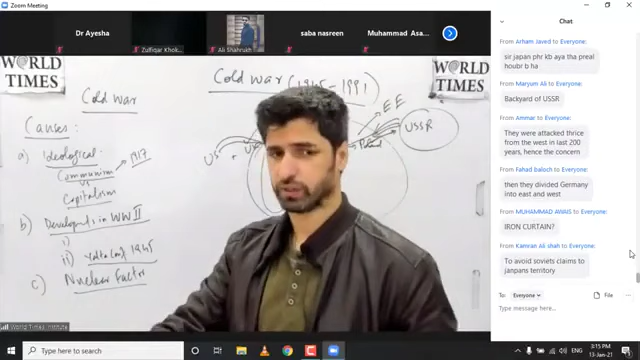 Zoom Meeting
Dr Ayesha
Zulfiqar Khok...
Ali Shahrukh
saba nasreen
Muhammad Asa...
WORLD
TIMES
WORLD
TIMES
Cold war (1945-1991)
Cold war
Causes:
a) Ideological
Communism
1917
vs
Capitalism
b) Developments in WW II
i)
ii) Yalta Conf 1945
c) Nuclear Factor
US
UK
Poland
E E
USSR
World Times Institute
Chat
From Arham Javed to Everyone:
sir japan phr kb aya tha preal
houbr b ha
From Maryum Ali to Everyone:
Backyard of USSR
From Ammar to Everyone:
They were attacked thrice
from the west in last 200
years, hence the concern
From Fahad baloch to Everyone:
then they divided Germany
into east and west
From MUHAMMAD AWAIS to Everyone:
IRON CURTAIN?
From Kamran Ali shah to Everyone:
To avoid soviets claims to
janpans territory
To: Everyone
File
Type message here...
Type here to search
ENG
3:15 PM
13-Jan-21